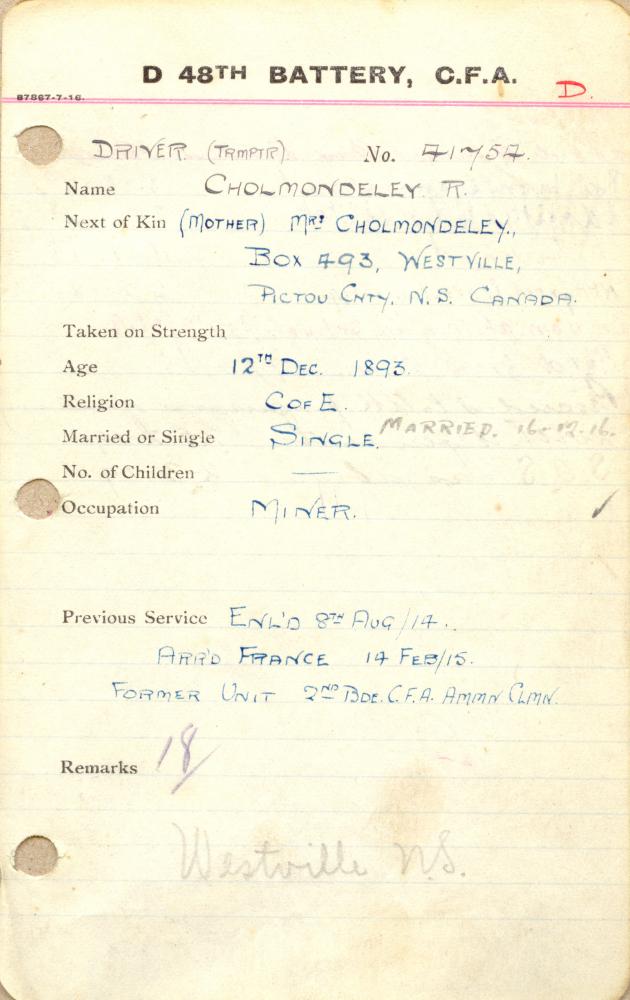 D 48TH BATTERY, C.F.A.
D.
87867-7-16.
DRIVER (TRMPTR). No. 41754.
Name CHOLMONDELEY. R.
Next of Kin (MOTHER) MRS CHOLMONDELEY.,
BOX 493, WESTVILLE,
PICTOU CNTY. N.S. CANADA.
Taken on Strength
Age 12TH DEC. 1893.
Religion C OF E.
Married or Single SINGLE. MARRIED. 16-12-16.
No. of Children —
Occupation MINER. ✓
Previous Service ENL'D 8TH AUG/14.
ARR'D FRANCE 14 FEB/15.
FORMER UNIT 2ND BDE. C.F.A. AMMN CLMN.
Remarks 18/
Westville N.S.